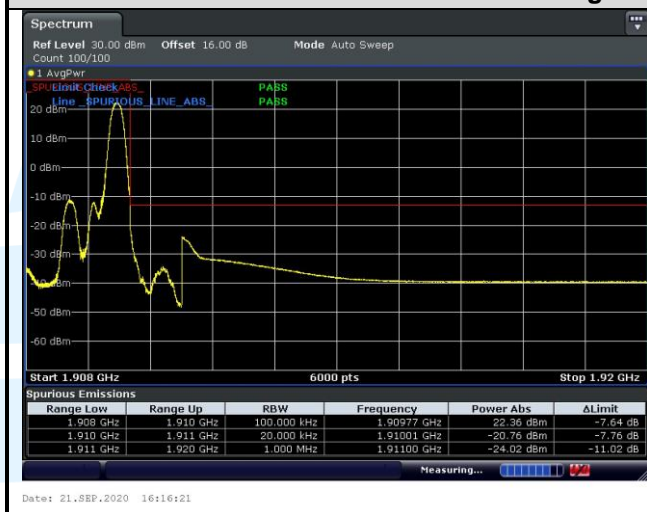 Spectrum
Ref Level 30.00 dBm Offset 16.00 dB Mode Auto Sweep
Count 100/100
1 AvgPwr
Limit Check PASS
Line _SPURIOUS_LINE_ABS_ PASS
20 dBm
10 dBm
0 dBm
-10 dBm
-20 dBm
-30 dBm
-40 dBm
-50 dBm
-60 dBm
Start 1.908 GHz 6000 pts Stop 1.92 GHz
Spurious Emissions
Range Low Range Up RBW Frequency Power Abs ΔLimit
1.908 GHz 1.910 GHz 100.000 kHz 1.90977 GHz 22.36 dBm -7.64 dB
1.910 GHz 1.911 GHz 20.000 kHz 1.91001 GHz -20.76 dBm -7.76 dB
1.911 GHz 1.920 GHz 1.000 MHz 1.91100 GHz -24.02 dBm -11.02 dB
Measuring...
Date: 21.SEP.2020 16:16:21